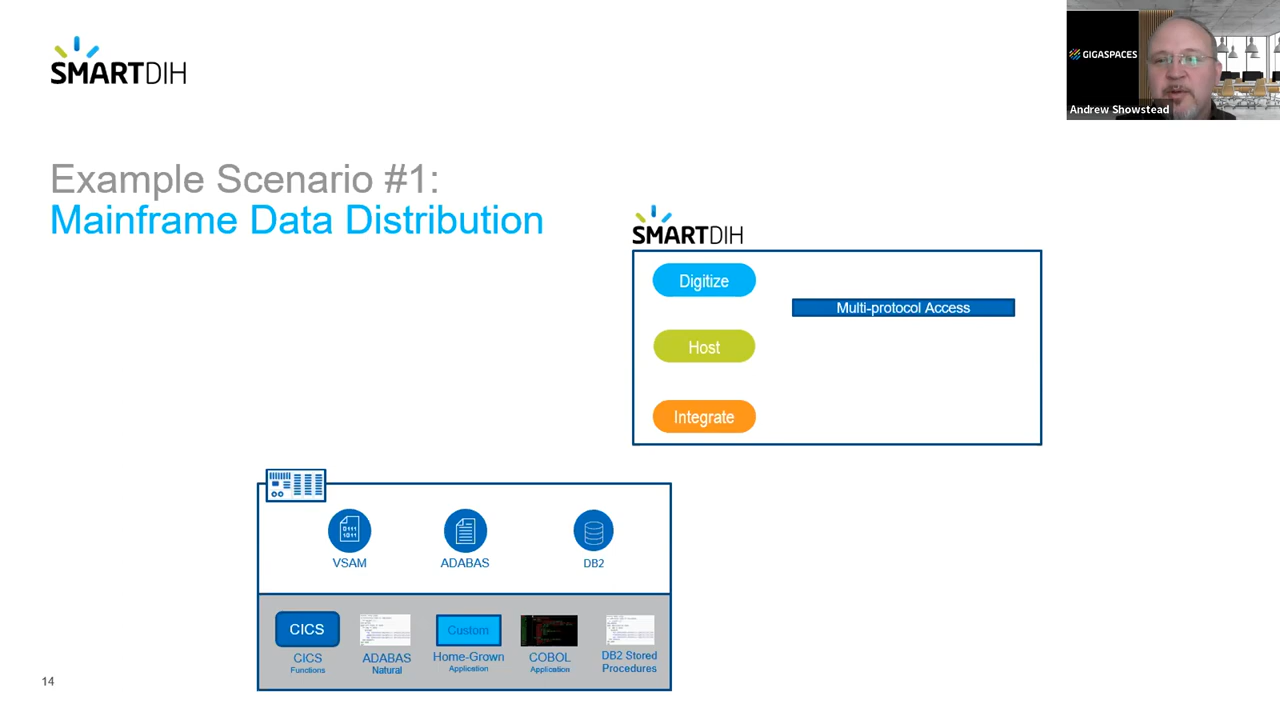 SMARTDIH
GIGASPACES
Andrew Showstead
Example Scenario #1:
Mainframe Data Distribution
SMARTDIH
Digitize
Multi-protocol Access
Host
Integrate
VSAM
ADABAS
DB2
CICS
Custom
CICS
Functions
ADABAS
Natural
Home-Grown
Application
COBOL
Application
DB2 Stored
Procedures
14